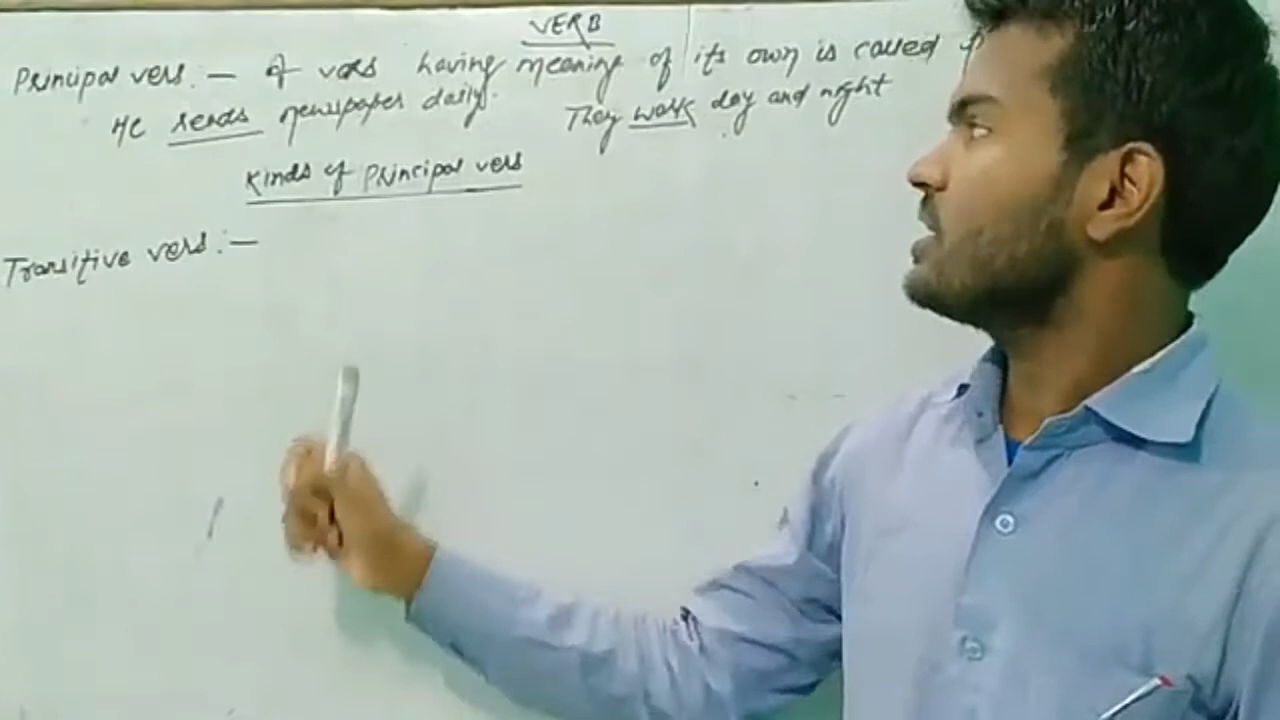 VERB
Principal verb :- A verb having meaning of its own is called
He reads newspaper daily. They work day and night
Kinds of Principal verb
Transitive verb :-